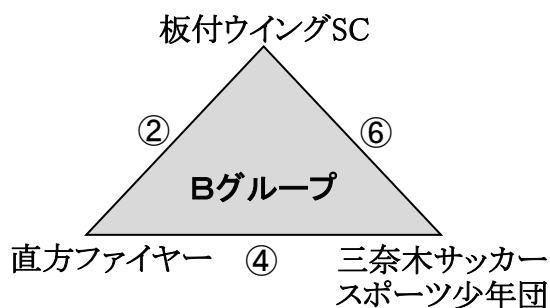 板付ウイングSC
②
⑥
Bグループ
直方ファイヤー
④
三奈木サッカー
スポーツ少年団